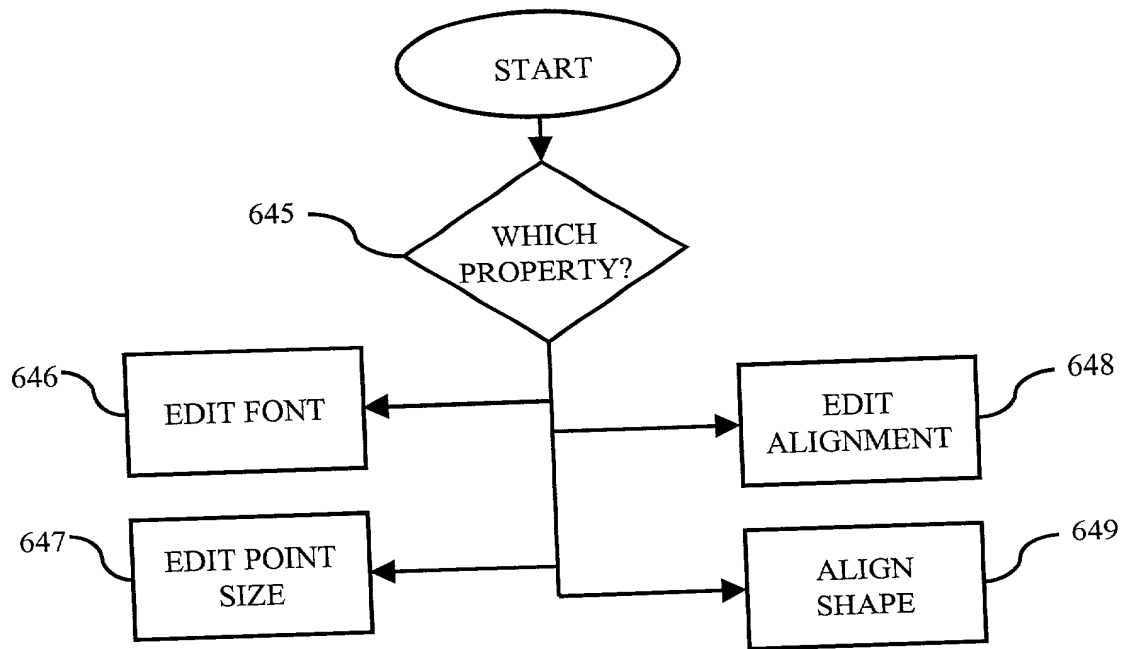 START
645
WHICH
PROPERTY?
646
EDIT FONT
648
EDIT
ALIGNMENT
647
EDIT POINT
SIZE
649
ALIGN
SHAPE